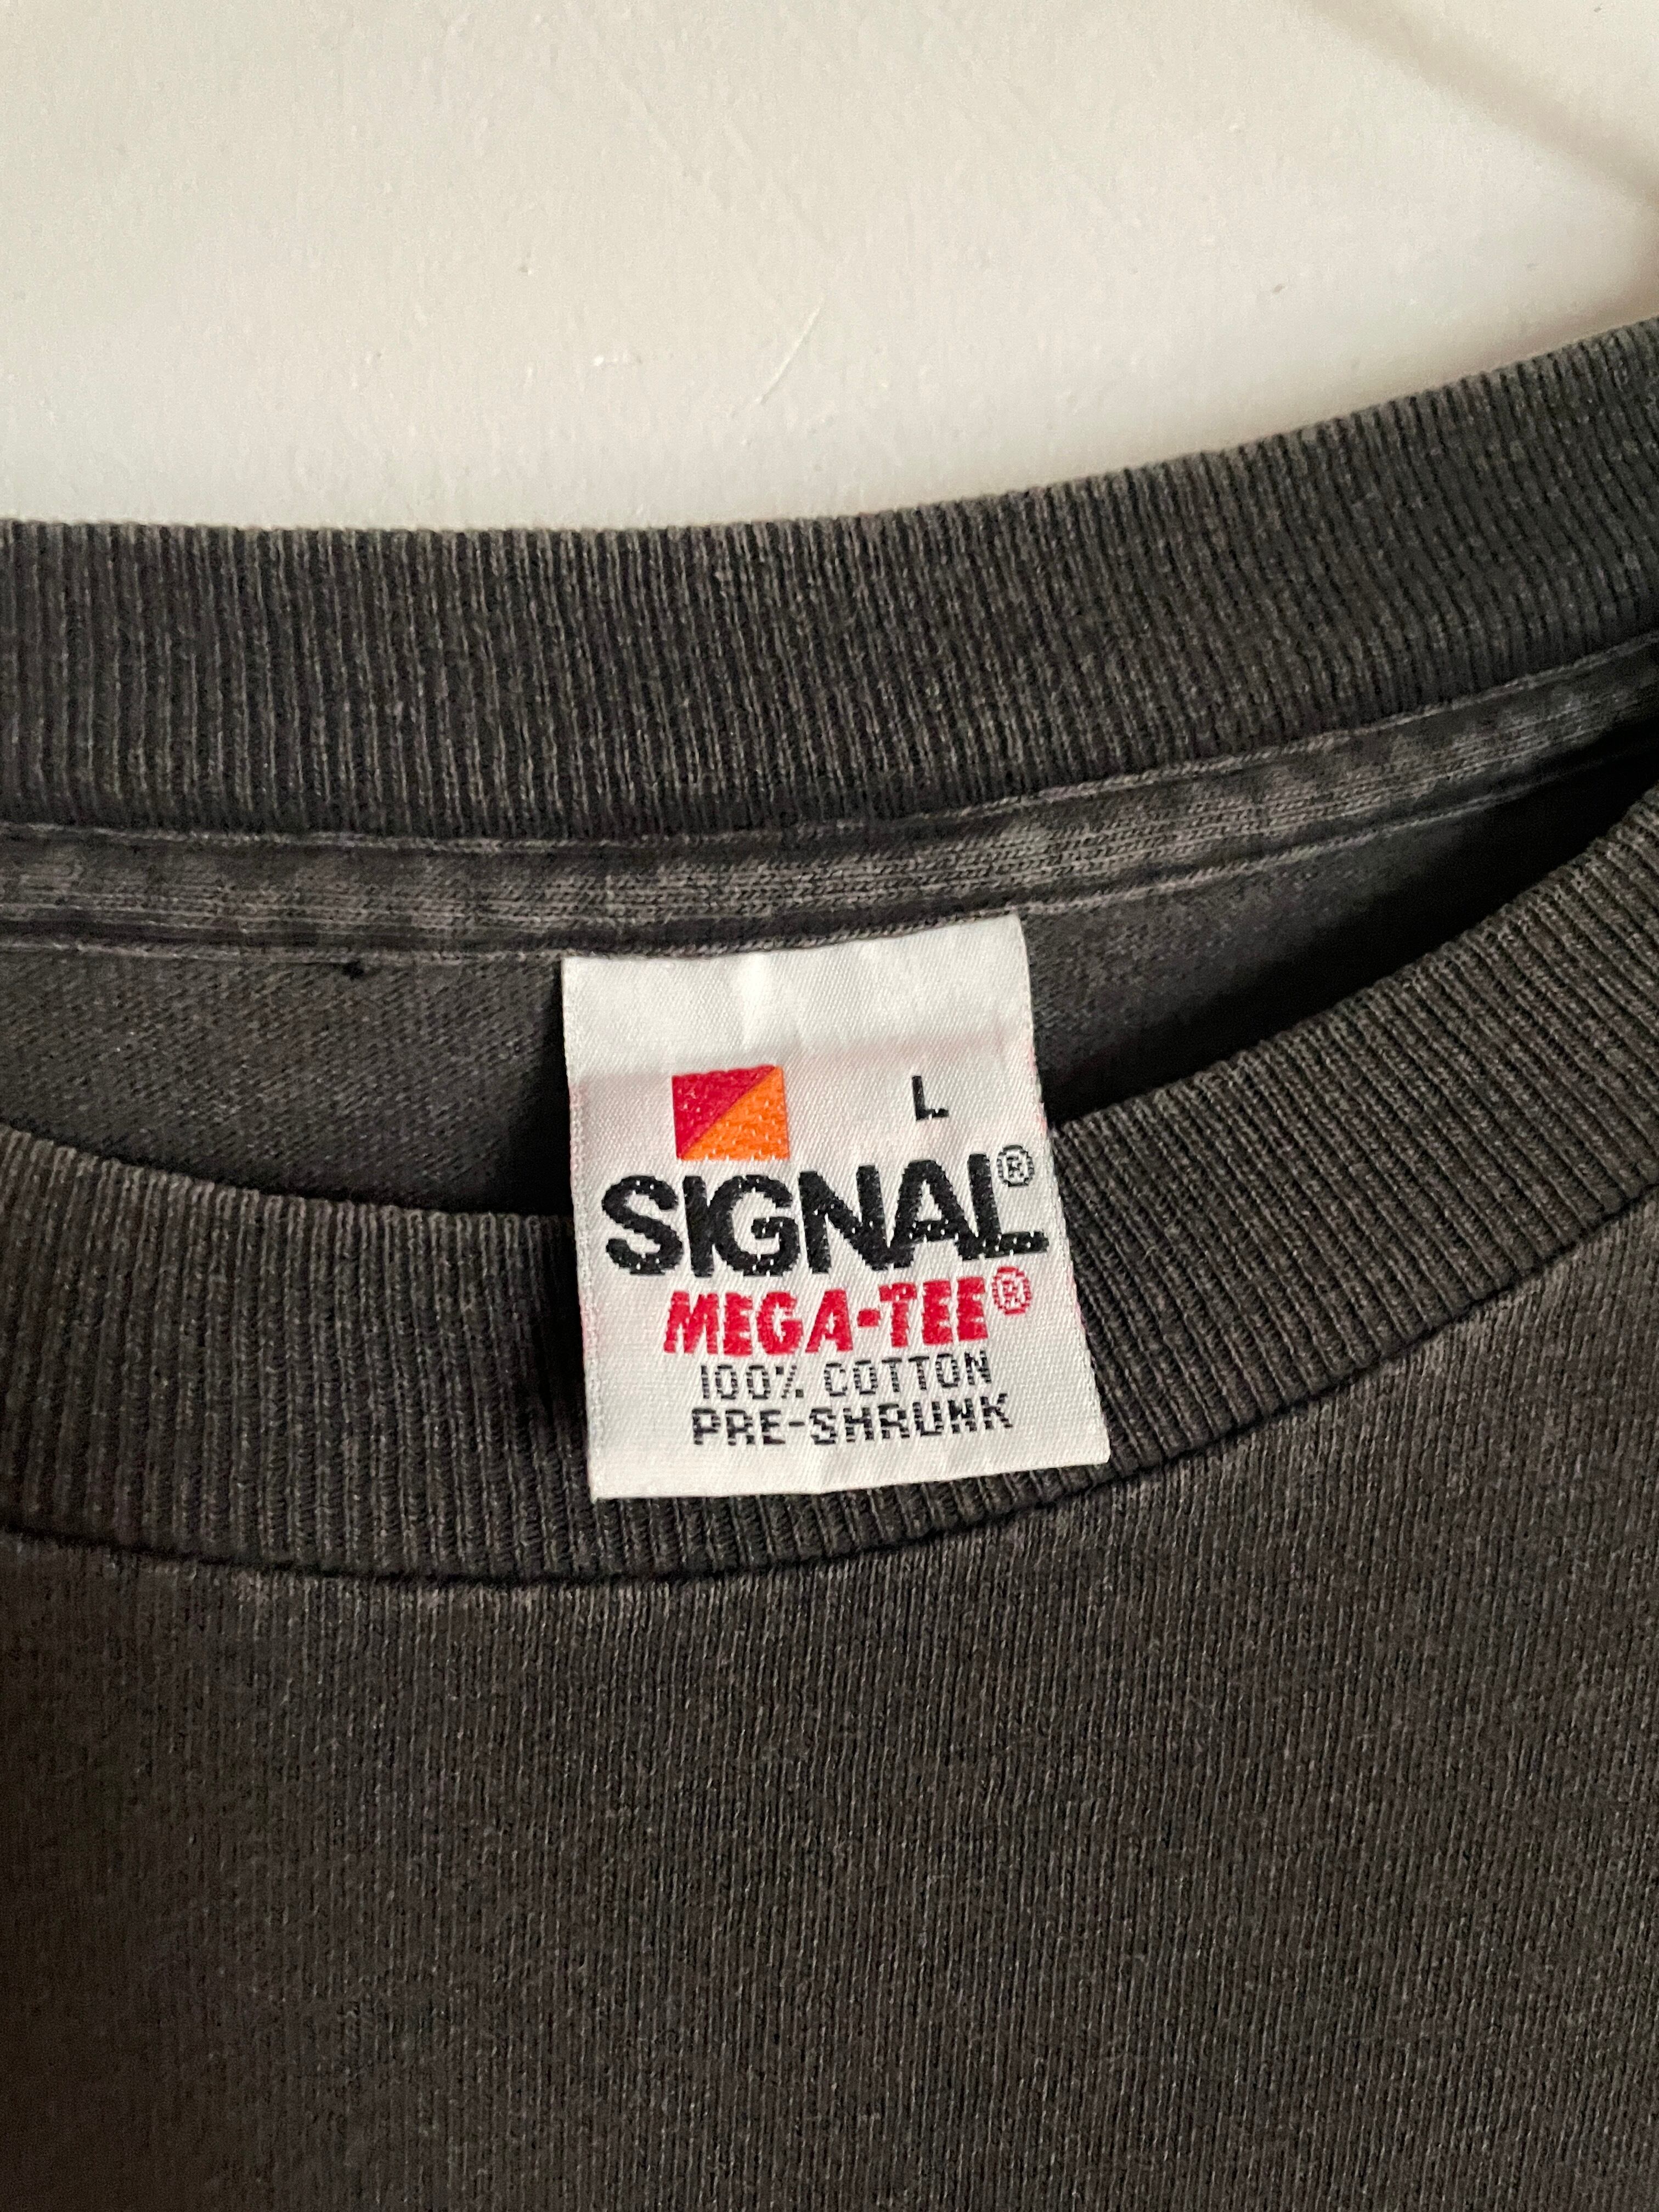 L
SIGNAL®
MEGA-TEE®
100% COTTON
PRE-SHRUNK